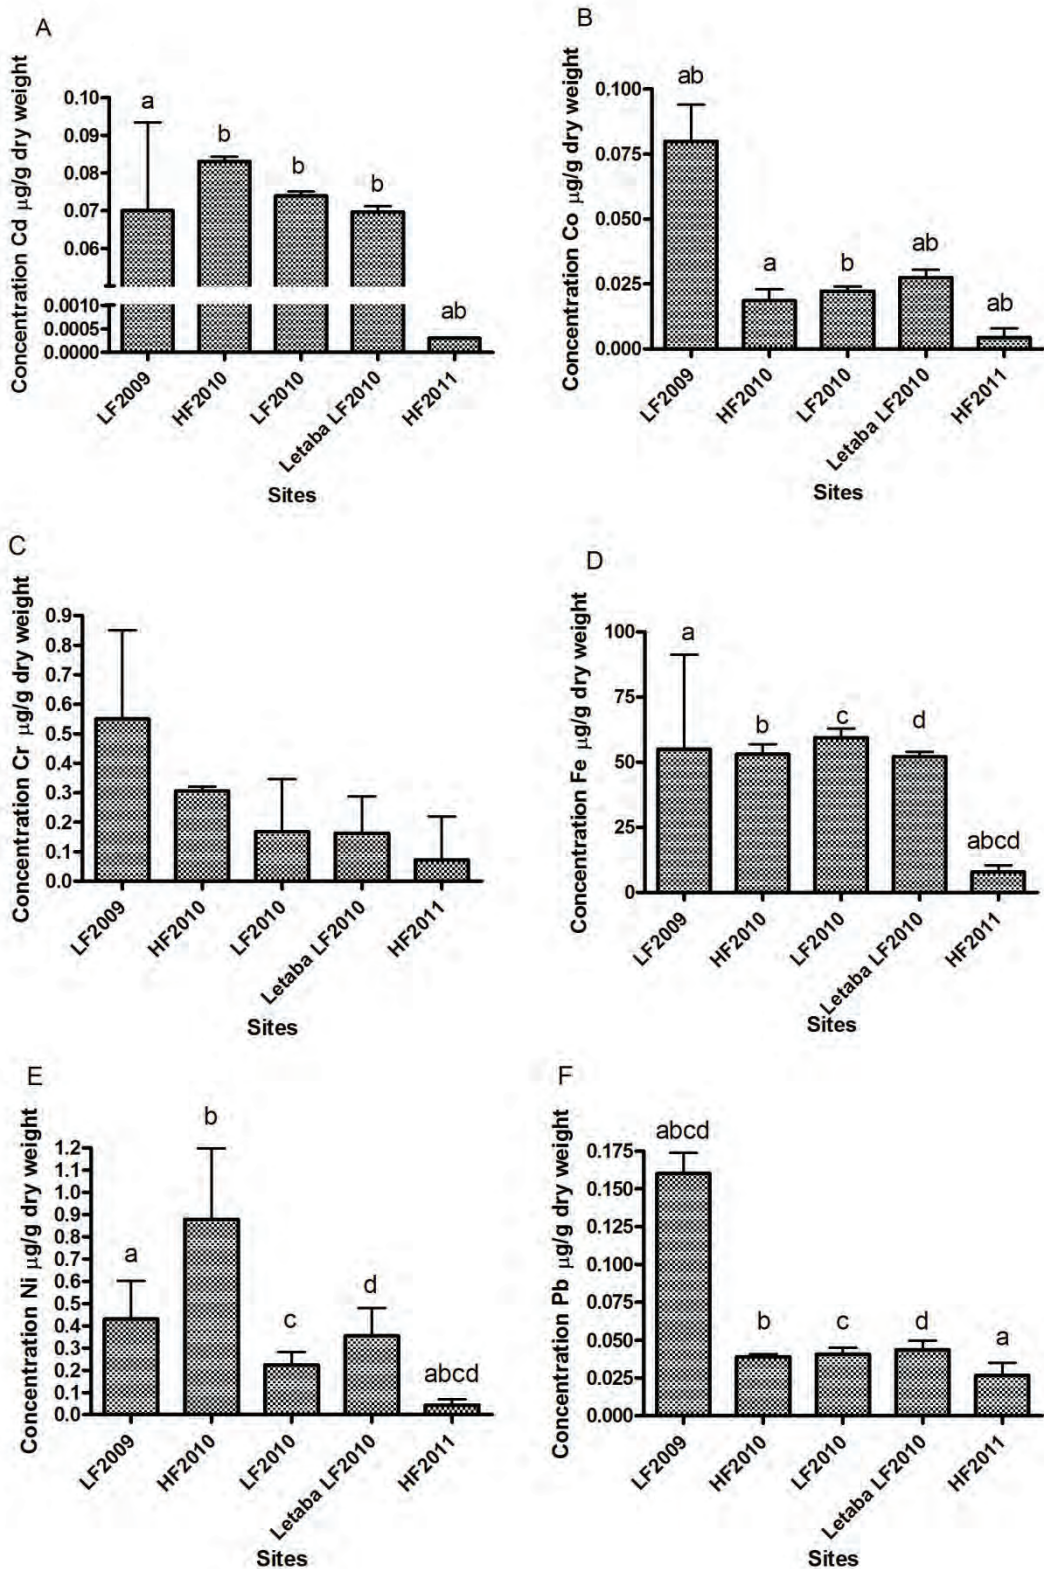 A
Concentration Cd μg/g dry weight
0.10
0.09
0.08
0.07
0.06
0.0010
0.0005
0.0000
a
b
b
b
ab
LF2009
HF2010
LF2010
Letaba LF2010
HF2011
Sites
B
Concentration Co μg/g dry weight
0.100
0.075
0.050
0.025
0.000
ab
a
b
ab
ab
LF2009
HF2010
LF2010
Letaba LF2010
HF2011
Sites
C
Concentration Cr μg/g dry weight
0.9
0.8
0.7
0.6
0.5
0.4
0.3
0.2
0.1
0.0
LF2009
HF2010
LF2010
Letaba LF2010
HF2011
Sites
D
Concentration Fe μg/g dry weight
100
75
50
25
0
a
b
c
d
abcd
LF2009
HF2010
LF2010
Letaba LF2010
HF2011
Sites
E
Concentration Ni μg/g dry weight
1.2
1.1
1.0
0.9
0.8
0.7
0.6
0.5
0.4
0.3
0.2
0.1
0.0
a
b
c
d
abcd
LF2009
HF2010
LF2010
Letaba LF2010
HF2011
Sites
F
Concentration Pb μg/g dry weight
0.175
0.150
0.125
0.100
0.075
0.050
0.025
0.000
abcd
b
c
d
a
LF2009
HF2010
LF2010
Letaba LF2010
HF2011
Sites